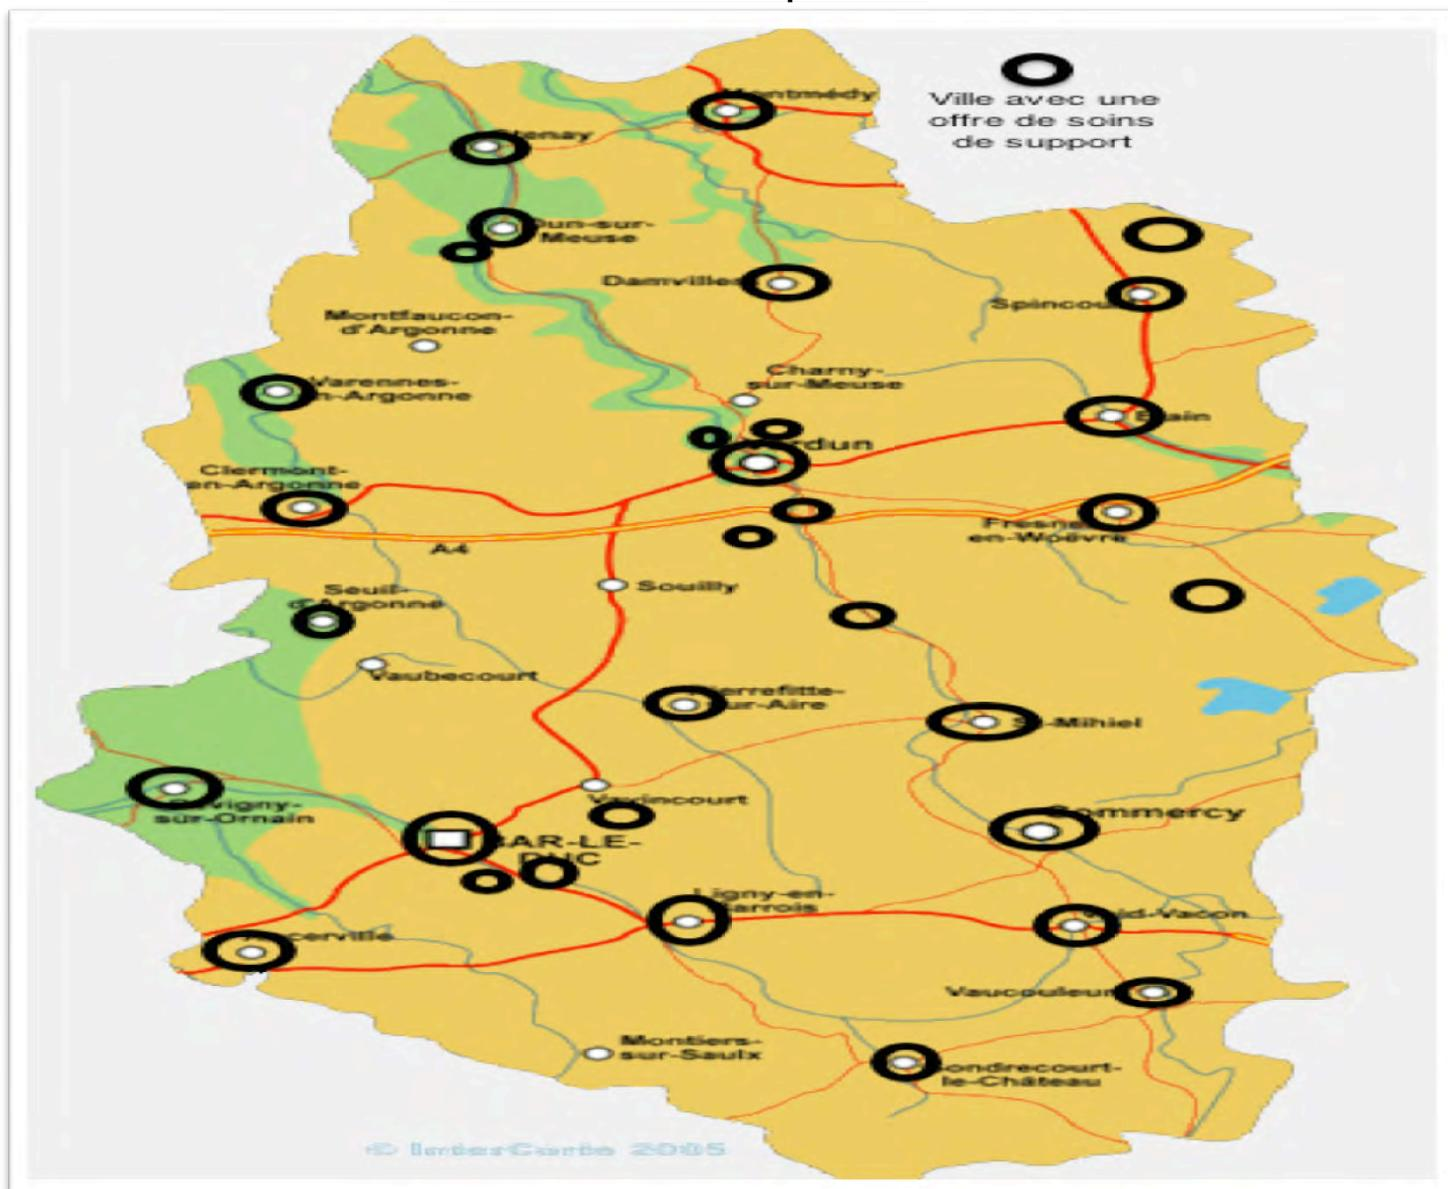 Ville avec une
offre de soins
de support
Montmédy
Stenay
Dun-sur-
Meuse
Damvillers
Spincourt
Montfaucon-
d'Argonne
Varennes-
en-Argonne
Charny-
sur-Meuse
Verdun
Etain
Clermont-
en-Argonne
A4
Fresnes-
en-Woëvre
Seuil-
d'Argonne
Souilly
Vaubecourt
Pierrefitte-
sur-Aire
St-Mihiel
Revigny-
sur-Ornain
Vavincourt
Commercy
BAR-LE-
DUC
Ligny-en-
Barrois
Void-Vacon
Ancerville
Vaucouleurs
Montiers-
sur-Saulx
Gondrecourt-
le-Château
© InterCarte 2005